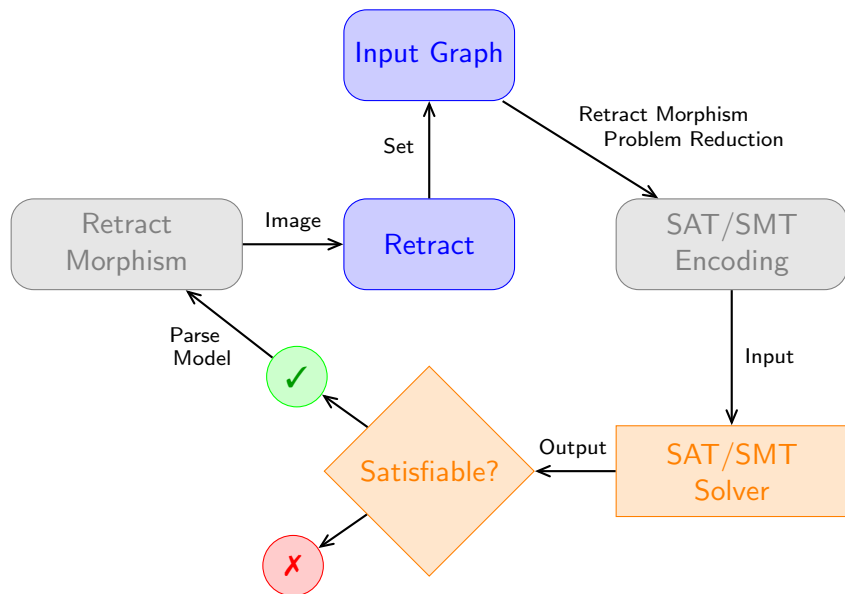 Input Graph
Retract Morphism
Problem Reduction
Set
Retract
Morphism
Image
Retract
SAT/SMT
Encoding
Parse
Model
✓
Input
Satisfiable?
Output
SAT/SMT
Solver
✗